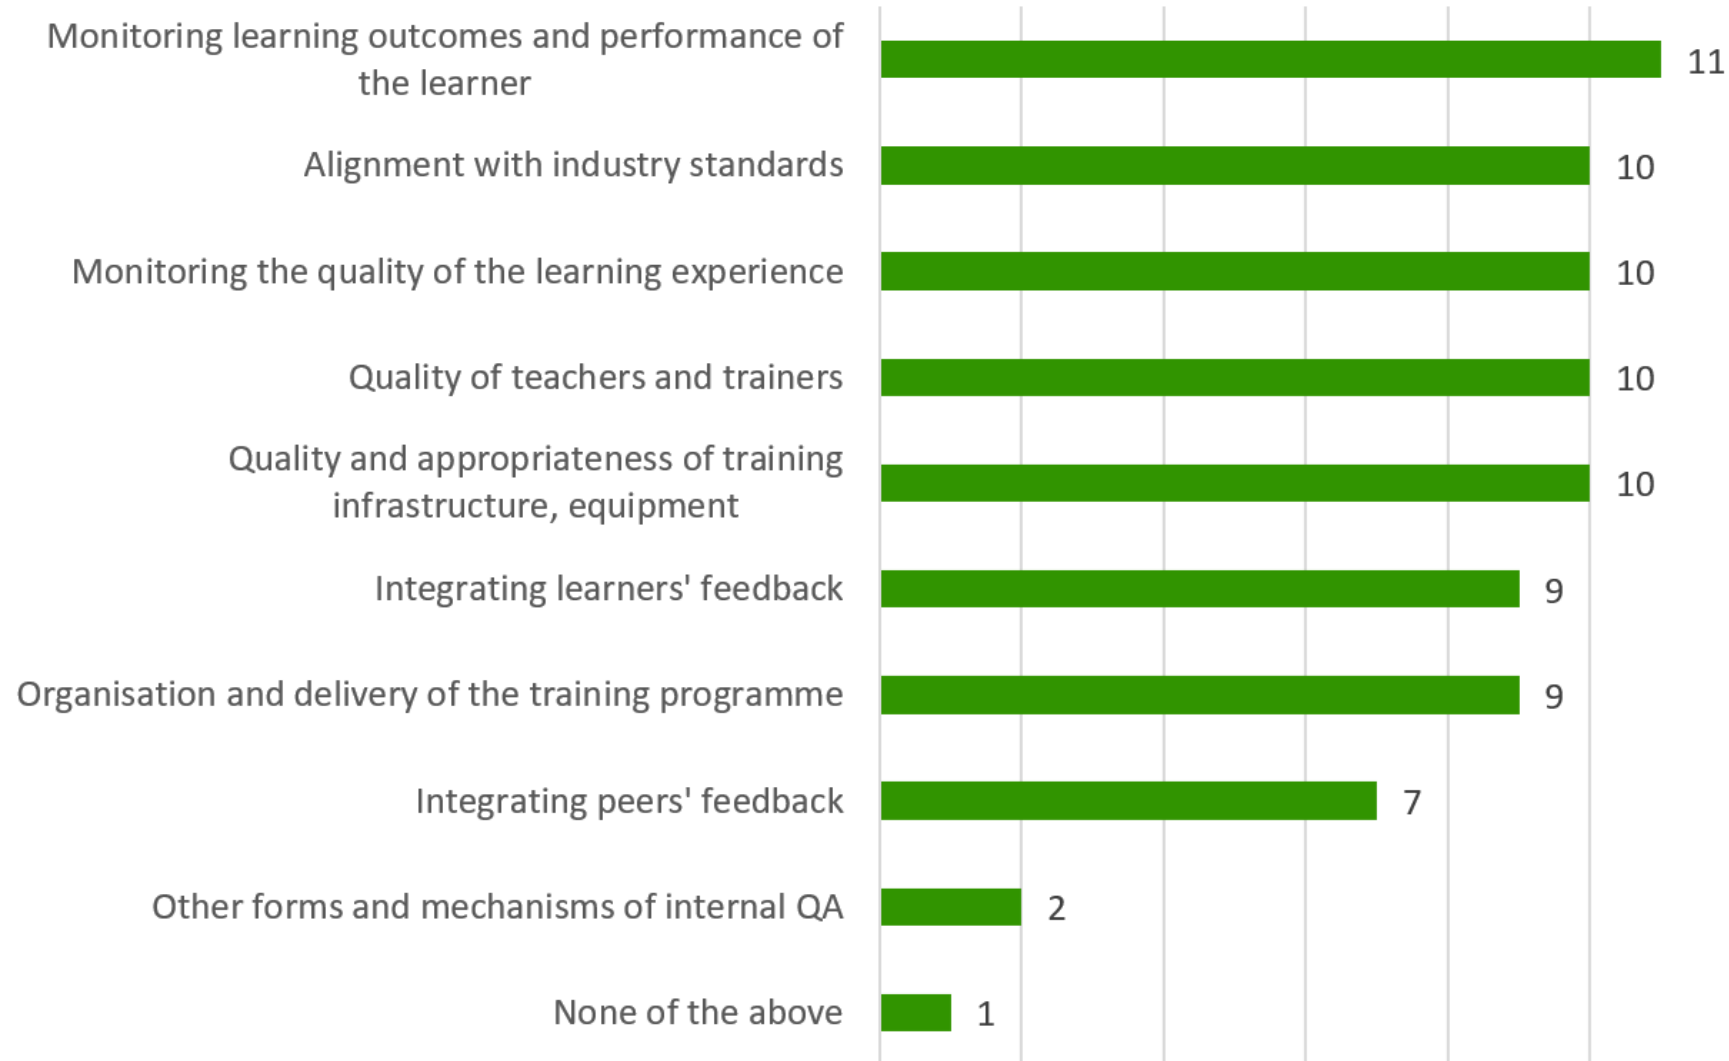 Monitoring learning outcomes and performance of
the learner
11
Alignment with industry standards
10
Monitoring the quality of the learning experience
10
Quality of teachers and trainers
10
Quality and appropriateness of training
infrastructure, equipment
10
Integrating learners' feedback
9
Organisation and delivery of the training programme
9
Integrating peers' feedback
7
Other forms and mechanisms of internal QA
2
None of the above
1